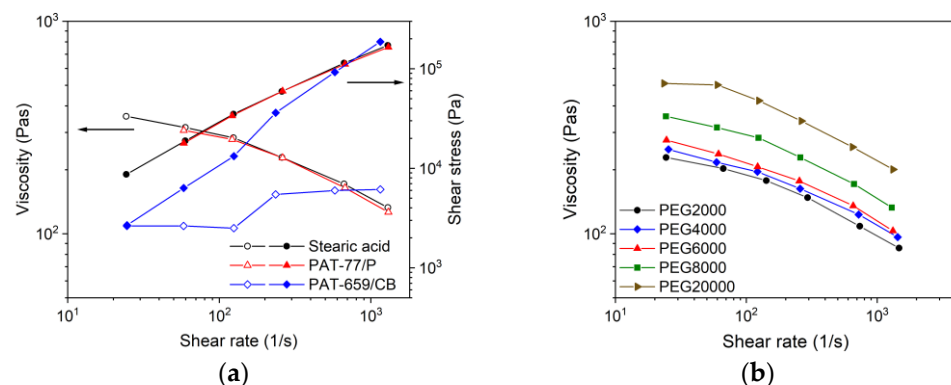 10³
10²
Viscosity (Pas)
10⁵
10⁴
10³
Shear stress (Pa)
Stearic acid
PAT-77/P
PAT-659/CB
10¹ 10² 10³
Shear rate (1/s)
(a)
10³
10²
Viscosity (Pas)
PEG2000
PEG4000
PEG6000
PEG8000
PEG20000
10¹ 10² 10³
Shear rate (1/s)
(b)